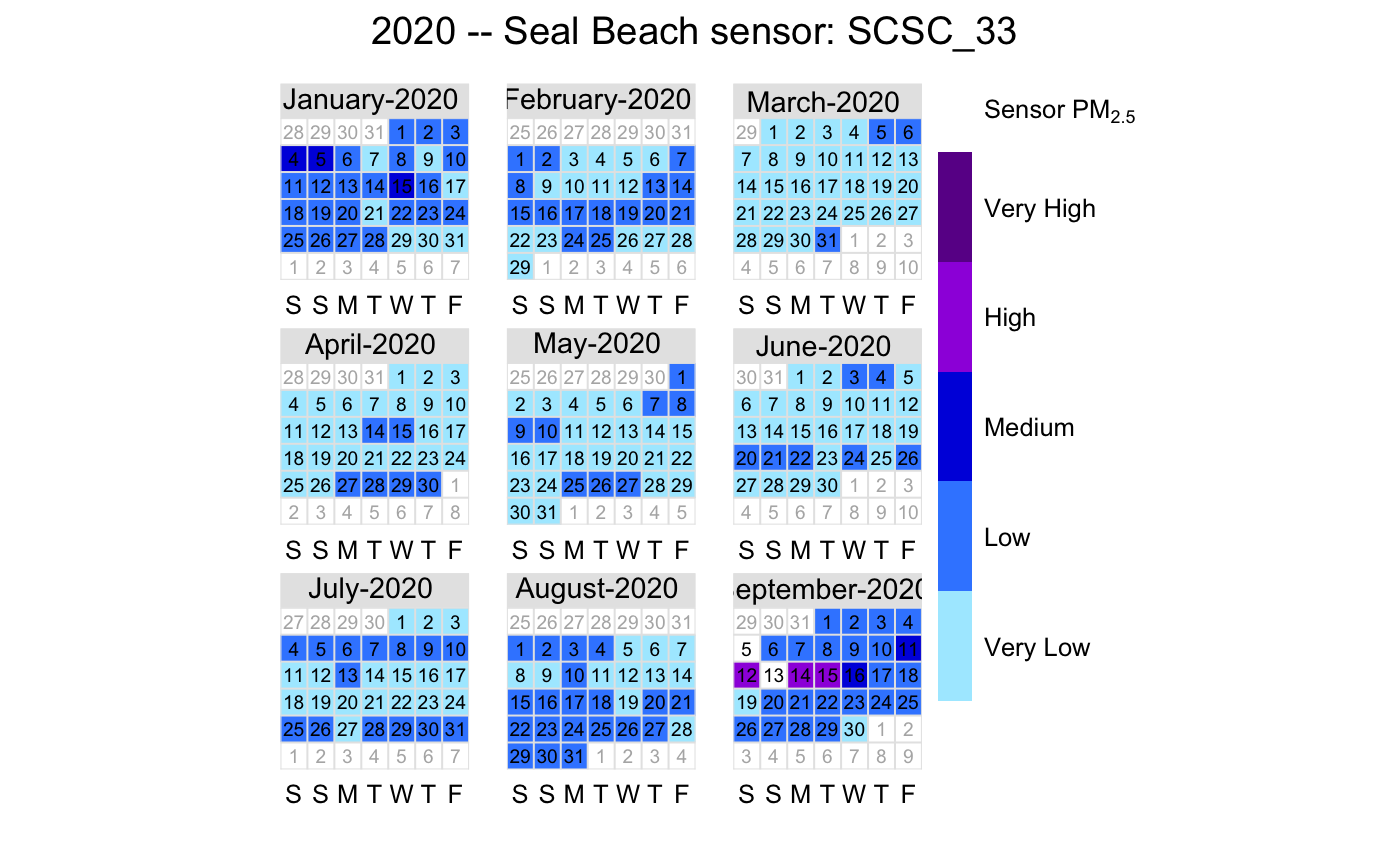 2020 -- Seal Beach sensor: SCSC_33
January-2020 February-2020 March-2020
28 29 30 31 1 2 3 25 26 27 28 29 30 31 29 1 2 3 4 5 6
4 5 6 7 8 9 10 1 2 3 4 5 6 7 7 8 9 10 11 12 13
11 12 13 14 15 16 17 8 9 10 11 12 13 14 14 15 16 17 18 19 20
18 19 20 21 22 23 24 15 16 17 18 19 20 21 21 22 23 24 25 26 27
25 26 27 28 29 30 31 22 23 24 25 26 27 28 28 29 30 31 1 2 3
1 2 3 4 5 6 7 29 1 2 3 4 5 6 4 5 6 7 8 9 10
S S M T W T F S S M T W T F S S M T W T F
April-2020 May-2020 June-2020
28 29 30 31 1 2 3 25 26 27 28 29 30 1 30 31 1 2 3 4 5
4 5 6 7 8 9 10 2 3 4 5 6 7 8 6 7 8 9 10 11 12
11 12 13 14 15 16 17 9 10 11 12 13 14 15 13 14 15 16 17 18 19
18 19 20 21 22 23 24 16 17 18 19 20 21 22 20 21 22 23 24 25 26
25 26 27 28 29 30 1 23 24 25 26 27 28 29 27 28 29 30 1 2 3
2 3 4 5 6 7 8 30 31 1 2 3 4 5 4 5 6 7 8 9 10
S S M T W T F S S M T W T F S S M T W T F
July-2020 August-2020 September-2020
27 28 29 30 1 2 3 25 26 27 28 29 30 31 29 30 31 1 2 3 4
4 5 6 7 8 9 10 1 2 3 4 5 6 7 5 6 7 8 9 10 11
11 12 13 14 15 16 17 8 9 10 11 12 13 14 12 13 14 15 16 17 18
18 19 20 21 22 23 24 15 16 17 18 19 20 21 19 20 21 22 23 24 25
25 26 27 28 29 30 31 22 23 24 25 26 27 28 26 27 28 29 30 1 2
1 2 3 4 5 6 7 29 30 31 1 2 3 4 3 4 5 6 7 8 9
S S M T W T F S S M T W T F S S M T W T F
Sensor PM2.5
Very High
High
Medium
Low
Very Low